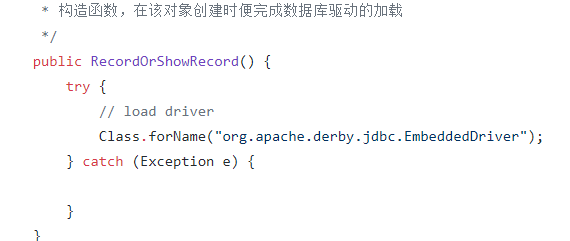 * 构造函数，在该对象创建时便完成数据库驱动的加载
*/
public RecordOrShowRecord() {
try {
// load driver
Class.forName("org.apache.derby.jdbc.EmbeddedDriver");
} catch (Exception e) {
}
}